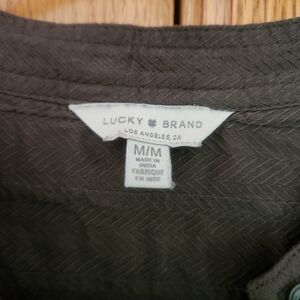 LUCKY BRAND
LOS ANGELES, CA
M/M
MADE IN
INDIA
FABRIQUÉ
EN INDE